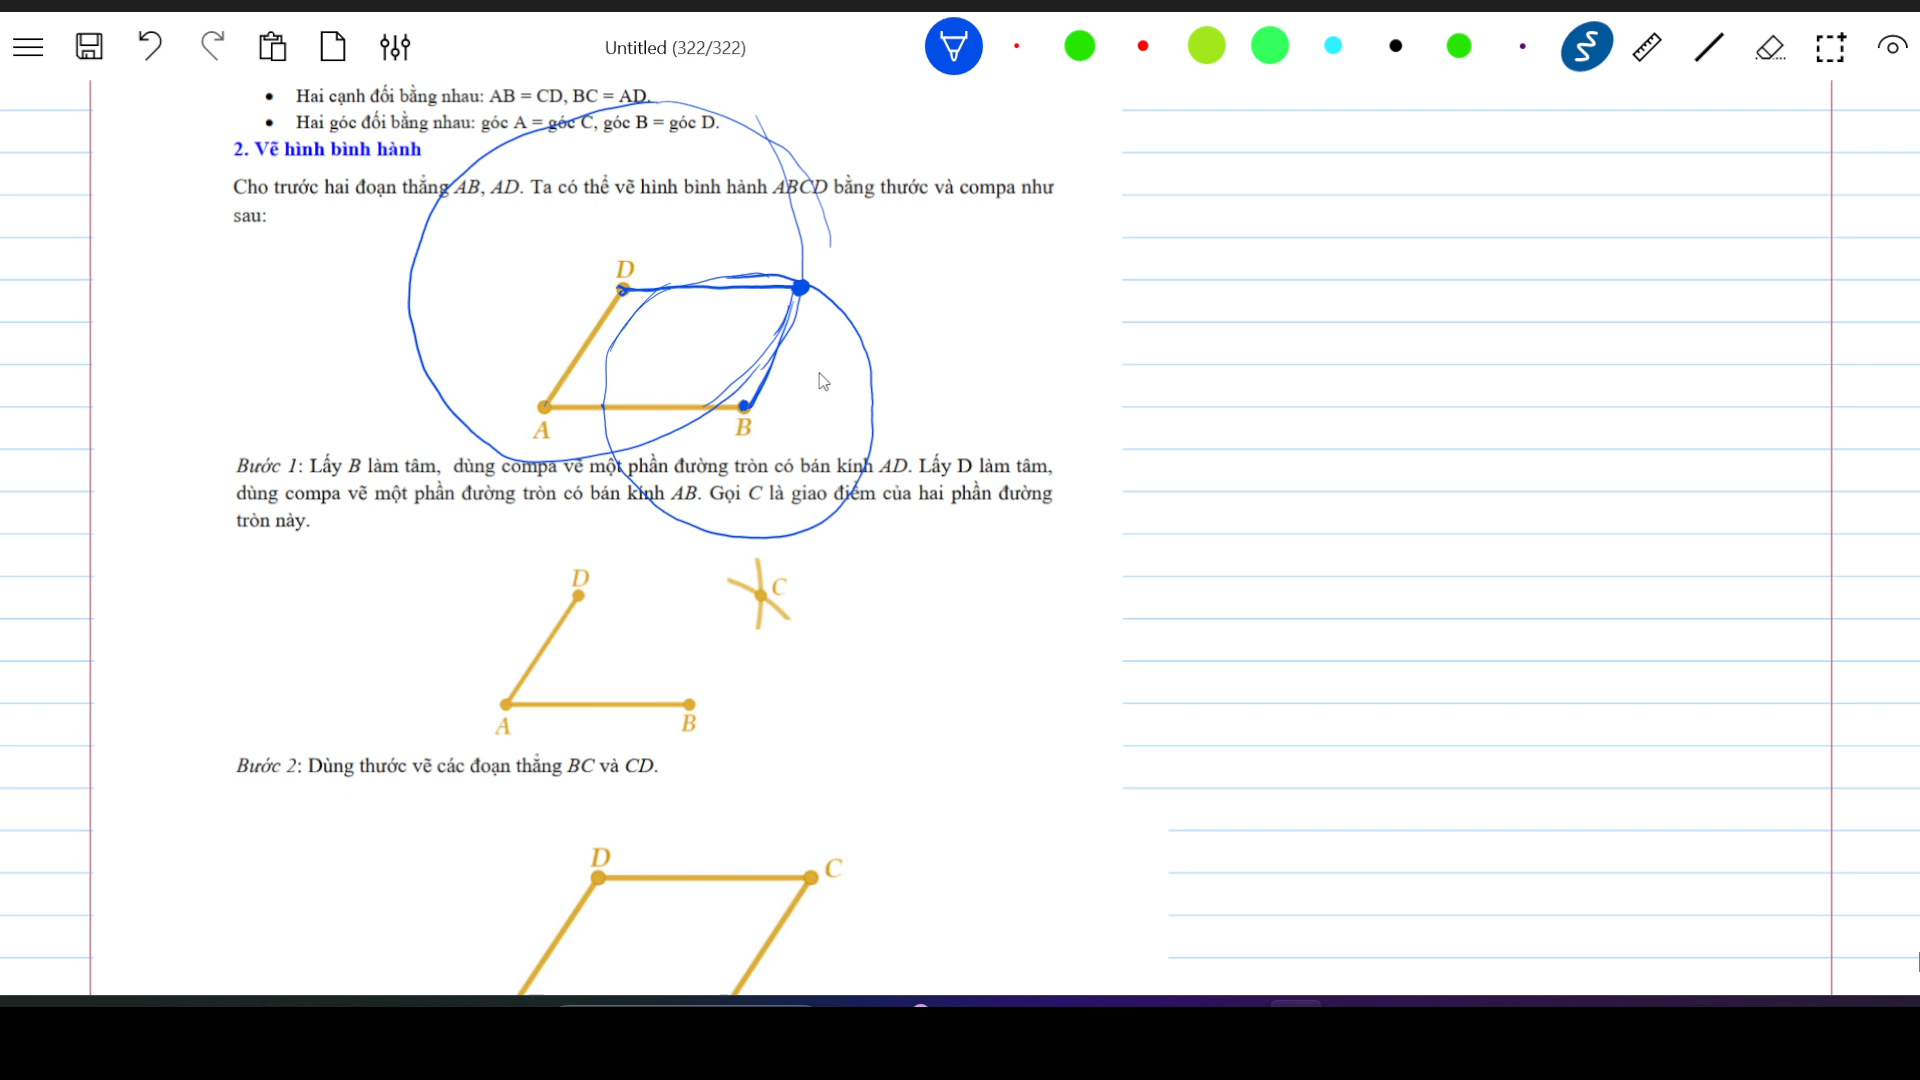 Untitled (322/322)
• Hai cạnh đối bằng nhau: AB = CD, BC = AD.
• Hai góc đối bằng nhau: góc A = góc C, góc B = góc D.
2. Vẽ hình bình hành
Cho trước hai đoạn thẳng AB, AD. Ta có thể vẽ hình bình hành ABCD bằng thước và compa như
sau:
D
A
B
Bước 1: Lấy B làm tâm, dùng compa vẽ một phần đường tròn có bán kính AD. Lấy D làm tâm,
dùng compa vẽ một phần đường tròn có bán kính AB. Gọi C là giao điểm của hai phần đường
tròn này.
D
C
A
B
Bước 2: Dùng thước vẽ các đoạn thẳng BC và CD.
D
C